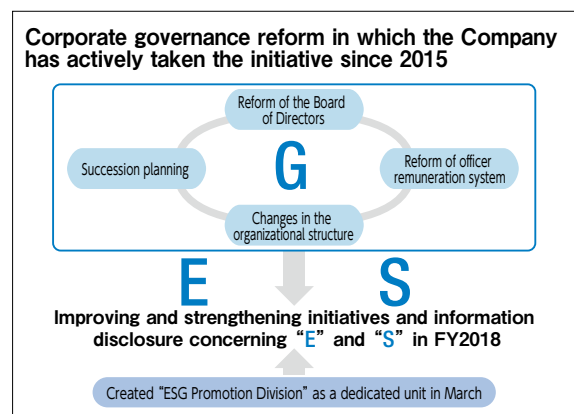 Corporate governance reform in which the Company
has actively taken the initiative since 2015
Reform of the Board
of Directors
Succession planning
G
Reform of officer
remuneration system
Changes in the
organizational structure
E
S
Improving and strengthening initiatives and information
disclosure concerning “E” and “S” in FY2018
Created “ESG Promotion Division” as a dedicated unit in March